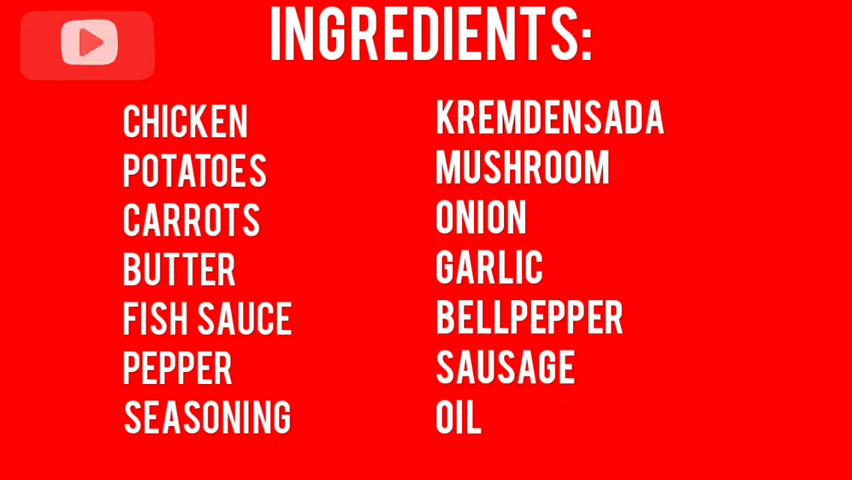 INGREDIENTS:
CHICKEN
POTATOES
CARROTS
BUTTER
FISH SAUCE
PEPPER
SEASONING
KREMDENSADA
MUSHROOM
ONION
GARLIC
BELLPEPPER
SAUSAGE
OIL